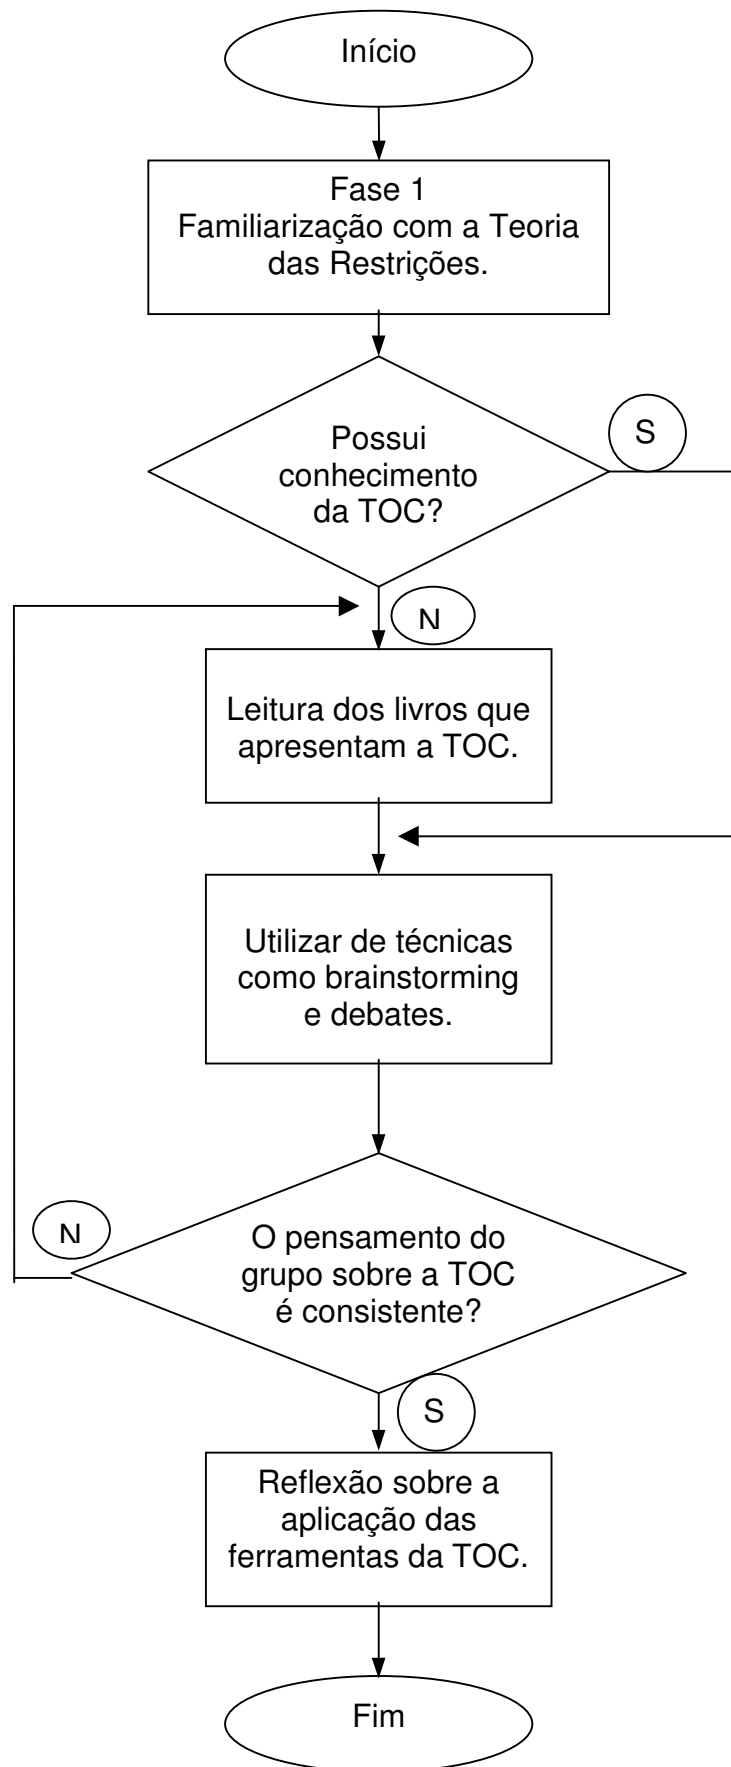 Início
Fase 1
Familiarização com a Teoria
das Restrições.
Possui
conhecimento
da TOC?
S
N
Leitura dos livros que
apresentam a TOC.
Utilizar de técnicas
como brainstorming
e debates.
N
O pensamento do
grupo sobre a TOC
é consistente?
S
Reflexão sobre a
aplicação das
ferramentas da TOC.
Fim